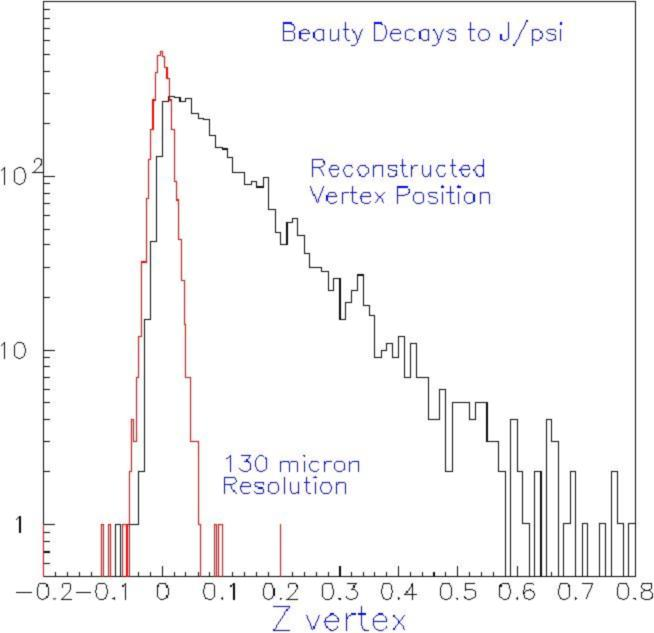 Beauty Decays to J/psi
10²
Reconstructed
Vertex Position
10
130 micron
Resolution
1
−0.2 −0.1 0 0.1 0.2 0.3 0.4 0.5 0.6 0.7 0.8
Z vertex